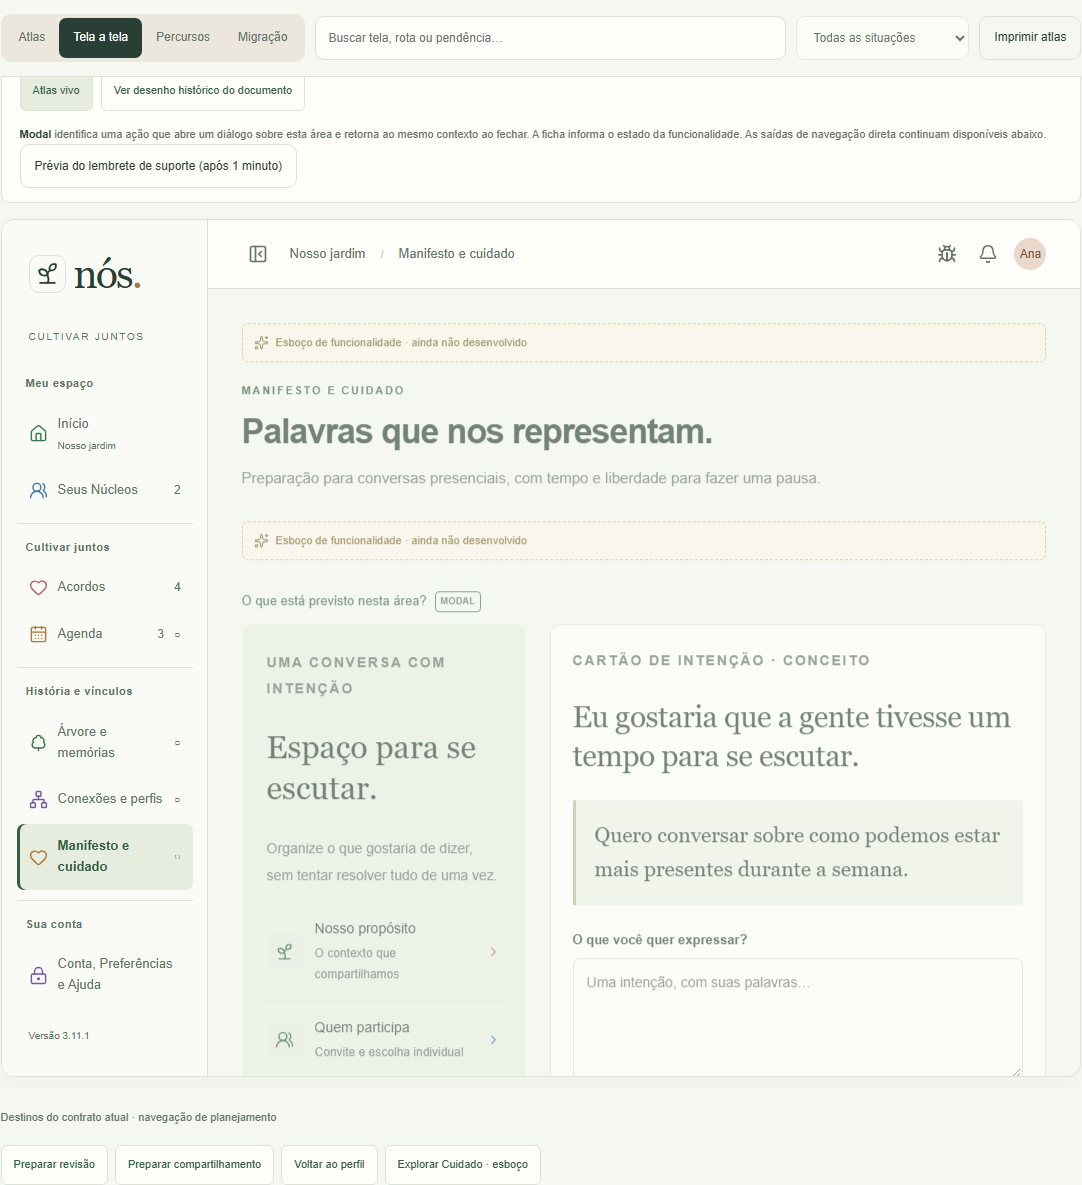 Atlas
Tela a tela
Percursos
Migração
Buscar tela, rota ou pendência...
Todas as situações
Imprimir atlas
Atlas vivo
Ver desenho histórico do documento
Modal identifica uma ação que abre um diálogo sobre esta área e retorna ao mesmo contexto ao fechar. A ficha informa o estado da funcionalidade. As saídas de navegação direta continuam disponíveis abaixo.
Prévia do lembrete de suporte (após 1 minuto)
nós.
CULTIVAR JUNTOS
Meu espaço
Início
Nosso jardim
Seus Núcleos 2
Cultivar juntos
Acordos 4
Agenda 3
História e vínculos
Árvore e
memórias
Conexões e perfis
Manifesto e
cuidado
Sua conta
Conta, Preferências
e Ajuda
Versão 3.11.1
Nosso jardim / Manifesto e cuidado
Ana
Esboço de funcionalidade · ainda não desenvolvido
MANIFESTO E CUIDADO
Palavras que nos representam.
Preparação para conversas presenciais, com tempo e liberdade para fazer uma pausa.
Esboço de funcionalidade · ainda não desenvolvido
O que está previsto nesta área? MODAL
UMA CONVERSA COM
INTENÇÃO
Espaço para se
escutar.
Organize o que gostaria de dizer,
sem tentar resolver tudo de uma vez.
Nosso propósito
O contexto que
compartilhamos
Quem participa
Convite e escolha individual
CARTÃO DE INTENÇÃO · CONCEITO
Eu gostaria que a gente tivesse um
tempo para se escutar.
Quero conversar sobre como podemos estar
mais presentes durante a semana.
O que você quer expressar?
Uma intenção, com suas palavras...
Destinos do contrato atual · navegação de planejamento
Preparar revisão
Preparar compartilhamento
Voltar ao perfil
Explorar Cuidado · esboço